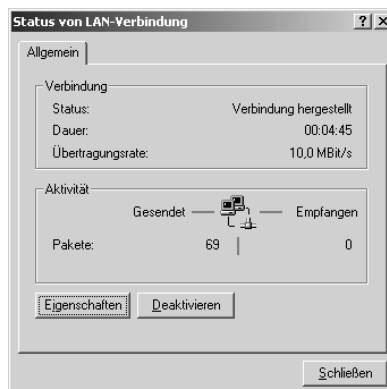 Status von LAN-Verbindung
Allgemein
Verbindung
Status: Verbindung hergestellt
Dauer: 00:04:45
Übertragungsrate: 10,0 MBit/s
Aktivität
Gesendet Empfangen
Pakete: 69 0
Eigenschaften Deaktivieren
Schließen